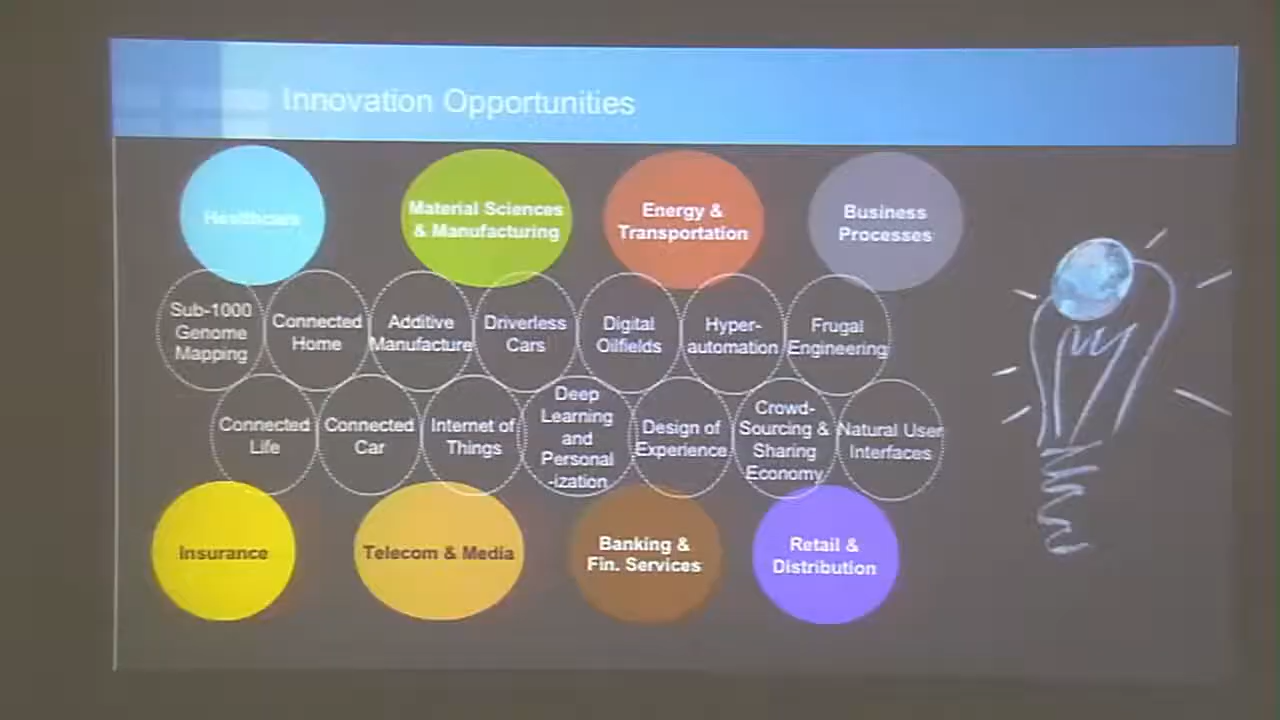 Innovation Opportunities
Healthcare
Material Sciences
& Manufacturing
Energy &
Transportation
Business
Processes
Sub-1000
Genome
Mapping
Connected
Home
Additive
Manufacture
Driverless
Cars
Digital
Oilfields
Hyper-
automation
Frugal
Engineering
Connected
Life
Connected
Car
Internet of
Things
Deep
Learning
and
Personal
-ization
Design of
Experience
Crowd-
Sourcing &
Sharing
Economy
Natural User
Interfaces
Insurance
Telecom & Media
Banking &
Fin. Services
Retail &
Distribution